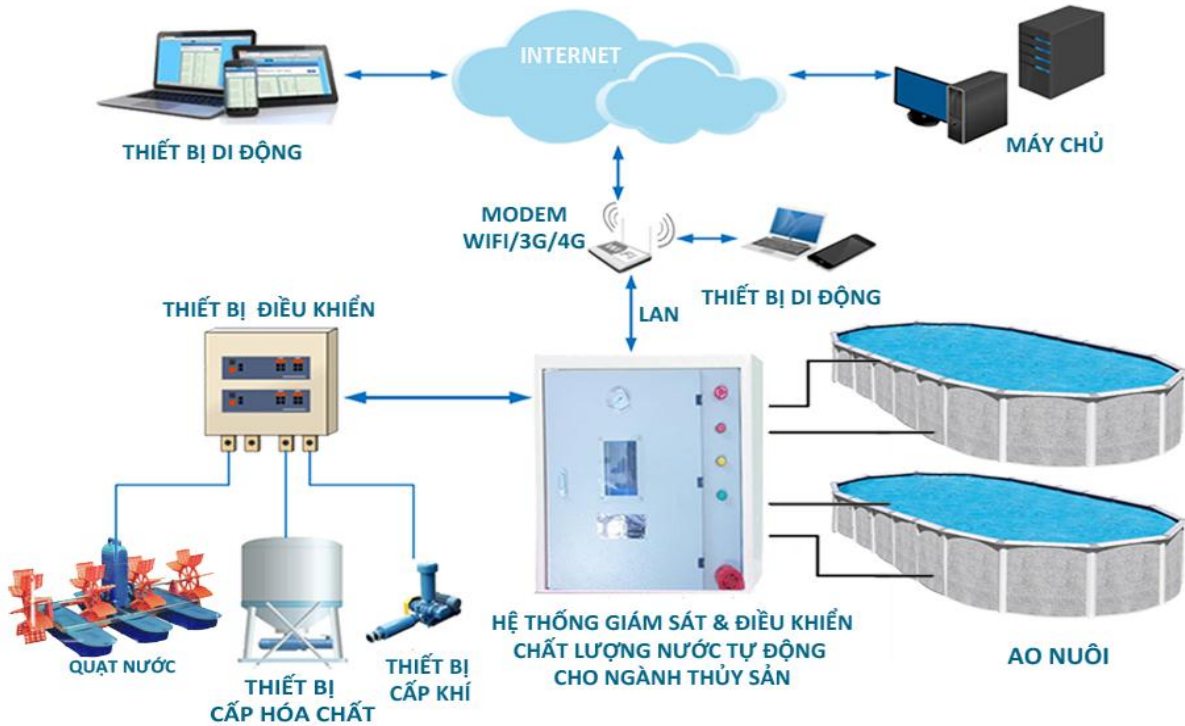 INTERNET
THIẾT BỊ DI ĐỘNG
MÁY CHỦ
MODEM
WIFI/3G/4G
WiFi
THIẾT BỊ DI ĐỘNG
LAN
THIẾT BỊ ĐIỀU KHIỂN
QUẠT NƯỚC
THIẾT BỊ
CẤP HÓA CHẤT
THIẾT BỊ
CẤP KHÍ
HỆ THỐNG GIÁM SÁT & ĐIỀU KHIỂN
CHẤT LƯỢNG NƯỚC TỰ ĐỘNG
CHO NGÀNH THỦY SẢN
AO NUÔI